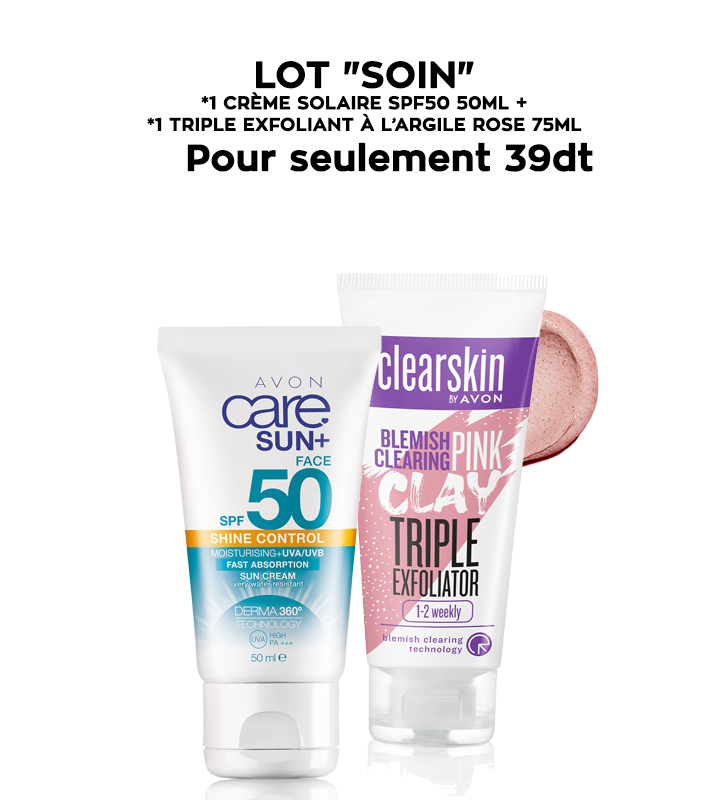 LOT "SOIN"
*1 CRÈME SOLAIRE SPF50 50ML +
*1 TRIPLE EXFOLIANT À L'ARGILE ROSE 75ML
Pour seulement 39dt
AVON
care
SUN+
FACE
SPF 50
SHINE CONTROL
MOISTURISING+UVA/UVB
FAST ABSORPTION
SUN CREAM
very water resistant
DERMA 360°
TECHNOLOGY
UVA HIGH
PA +++
50 ml e
clearskin
BY AVON
BLEMISH
CLEARING PINK
CLAY
TRIPLE
EXFOLIATOR
1-2 weekly
blemish clearing
technology